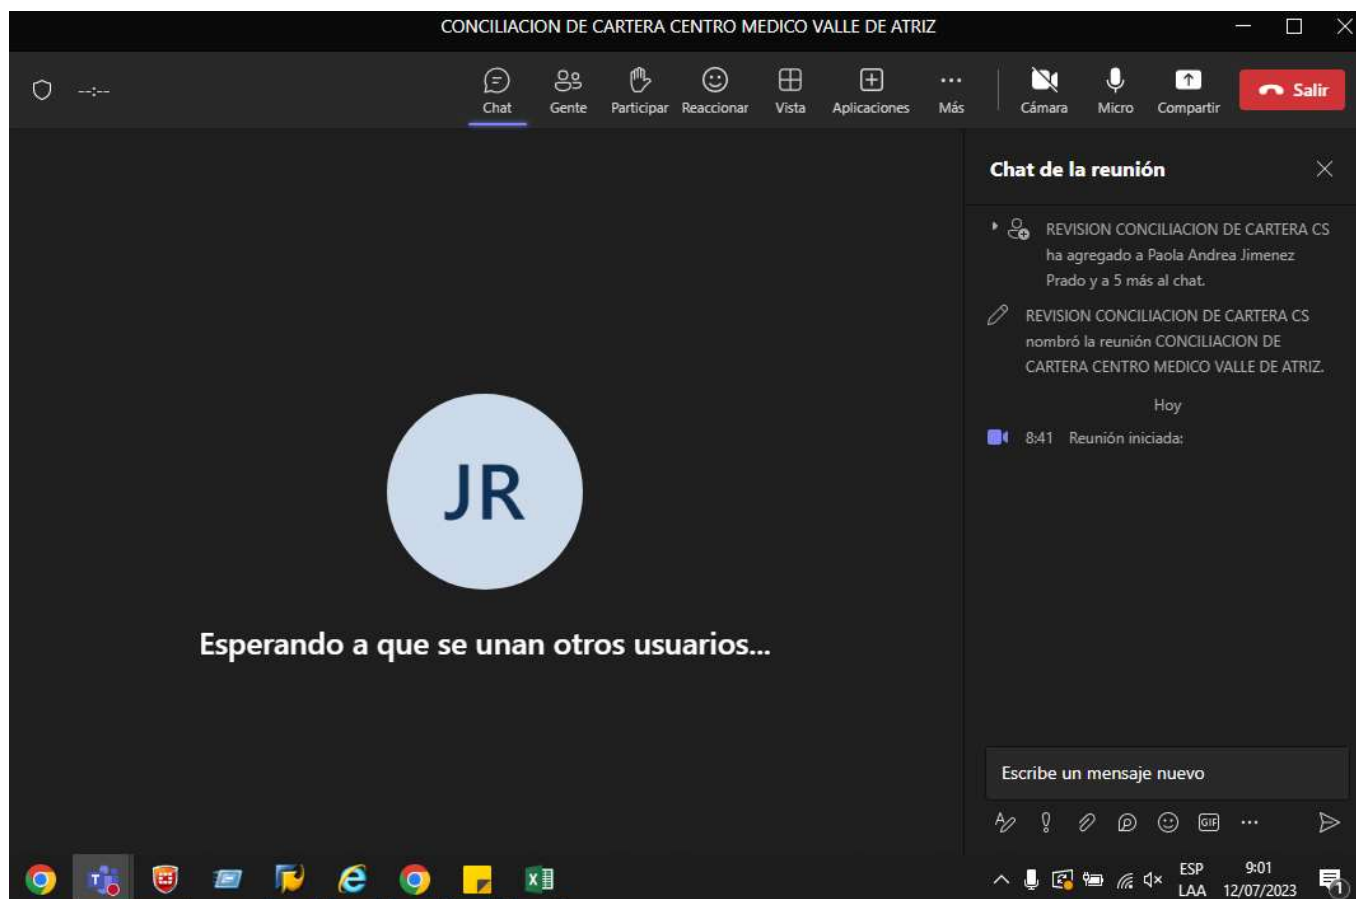 CONCILIACION DE CARTERA CENTRO MEDICO VALLE DE ATRIZ
--:--
Chat
Gente
Participar
Reaccionar
Vista
Aplicaciones
Más
Cámara
Micro
Compartir
Salir
Chat de la reunión
REVISION CONCILIACION DE CARTERA CS
ha agregado a Paola Andrea Jimenez
Prado y a 5 más al chat.
REVISION CONCILIACION DE CARTERA CS
nombró la reunión CONCILIACION DE
CARTERA CENTRO MEDICO VALLE DE ATRIZ.
Hoy
8:41 Reunión iniciada:
JR
Esperando a que se unan otros usuarios...
Escribe un mensaje nuevo
GIF
ESP
LAA
9:01
12/07/2023
1